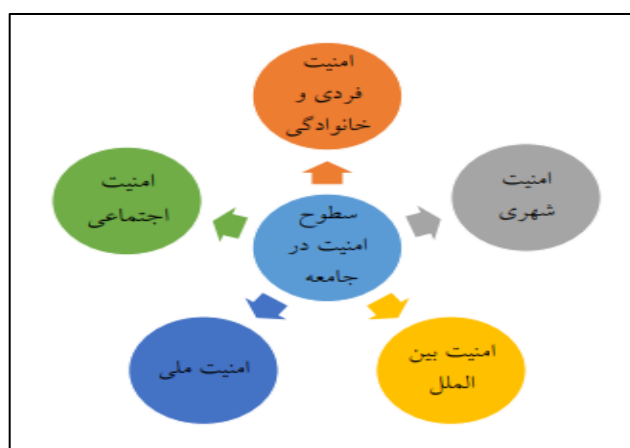 امنیت
فردی و
خانوادگی
امنیت
شهری
امنیت بین
الملل
امنیت ملی
امنیت
اجتماعی
سطوح
امنیت در
جامعه